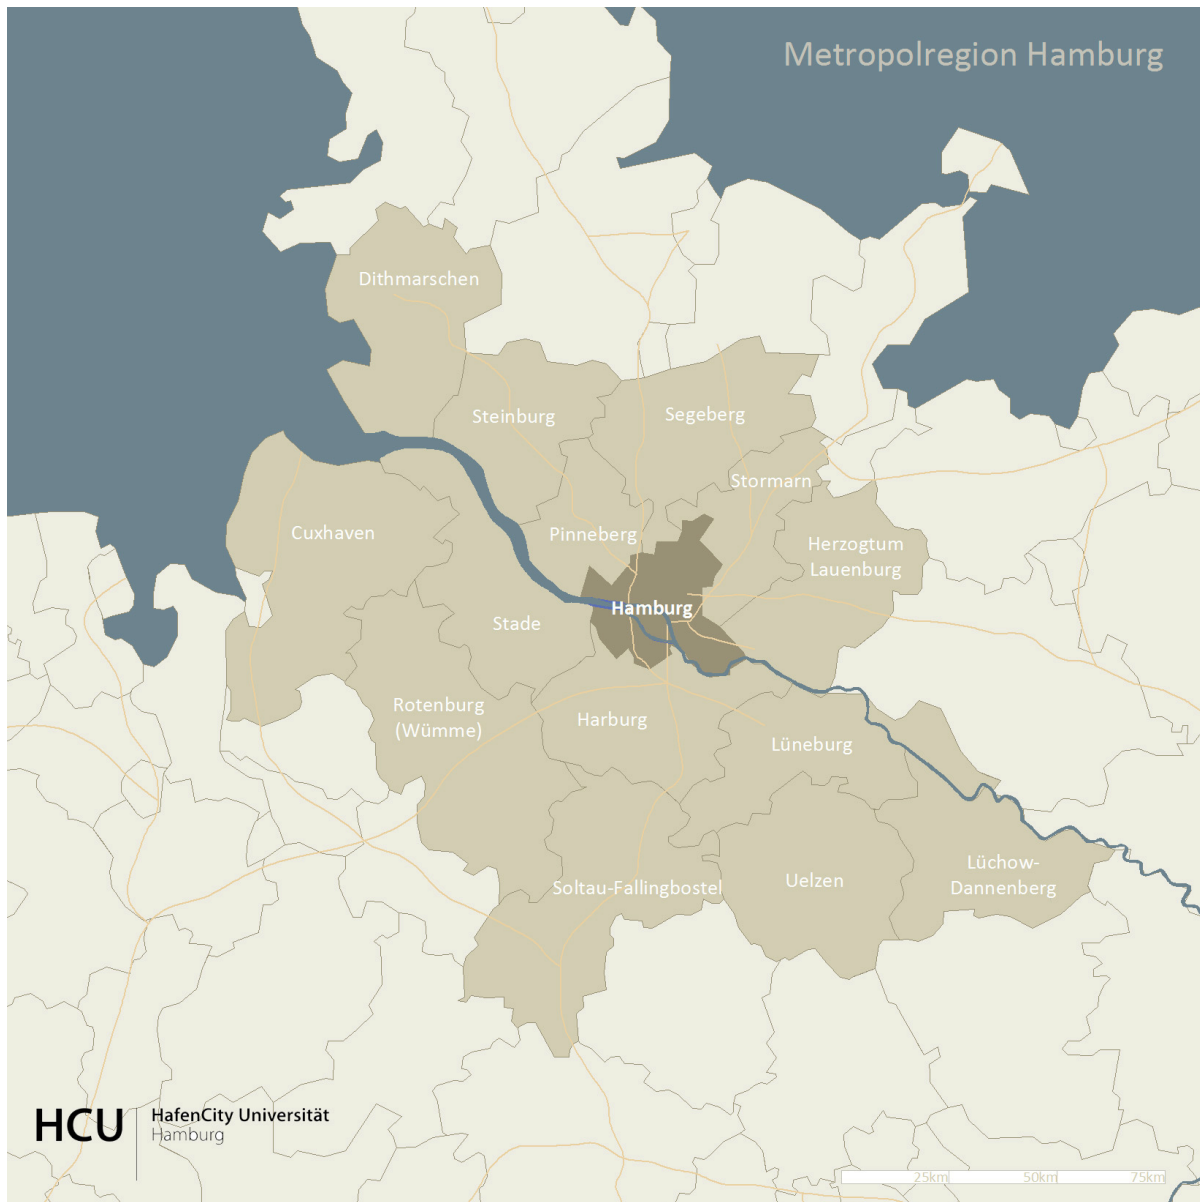 Metropolregion Hamburg
Dithmarschen
Steinburg
Segeberg
Stormarn
Cuxhaven
Pinneberg
Herzogtum
Lauenburg
Hamburg
Stade
Rotenburg
(Wümme)
Harburg
Lüneburg
Lüchow-
Dannenberg
Uelzen
Soltau-Fallingbostel
HCU
HafenCity Universität
Hamburg
25km 50km 75km